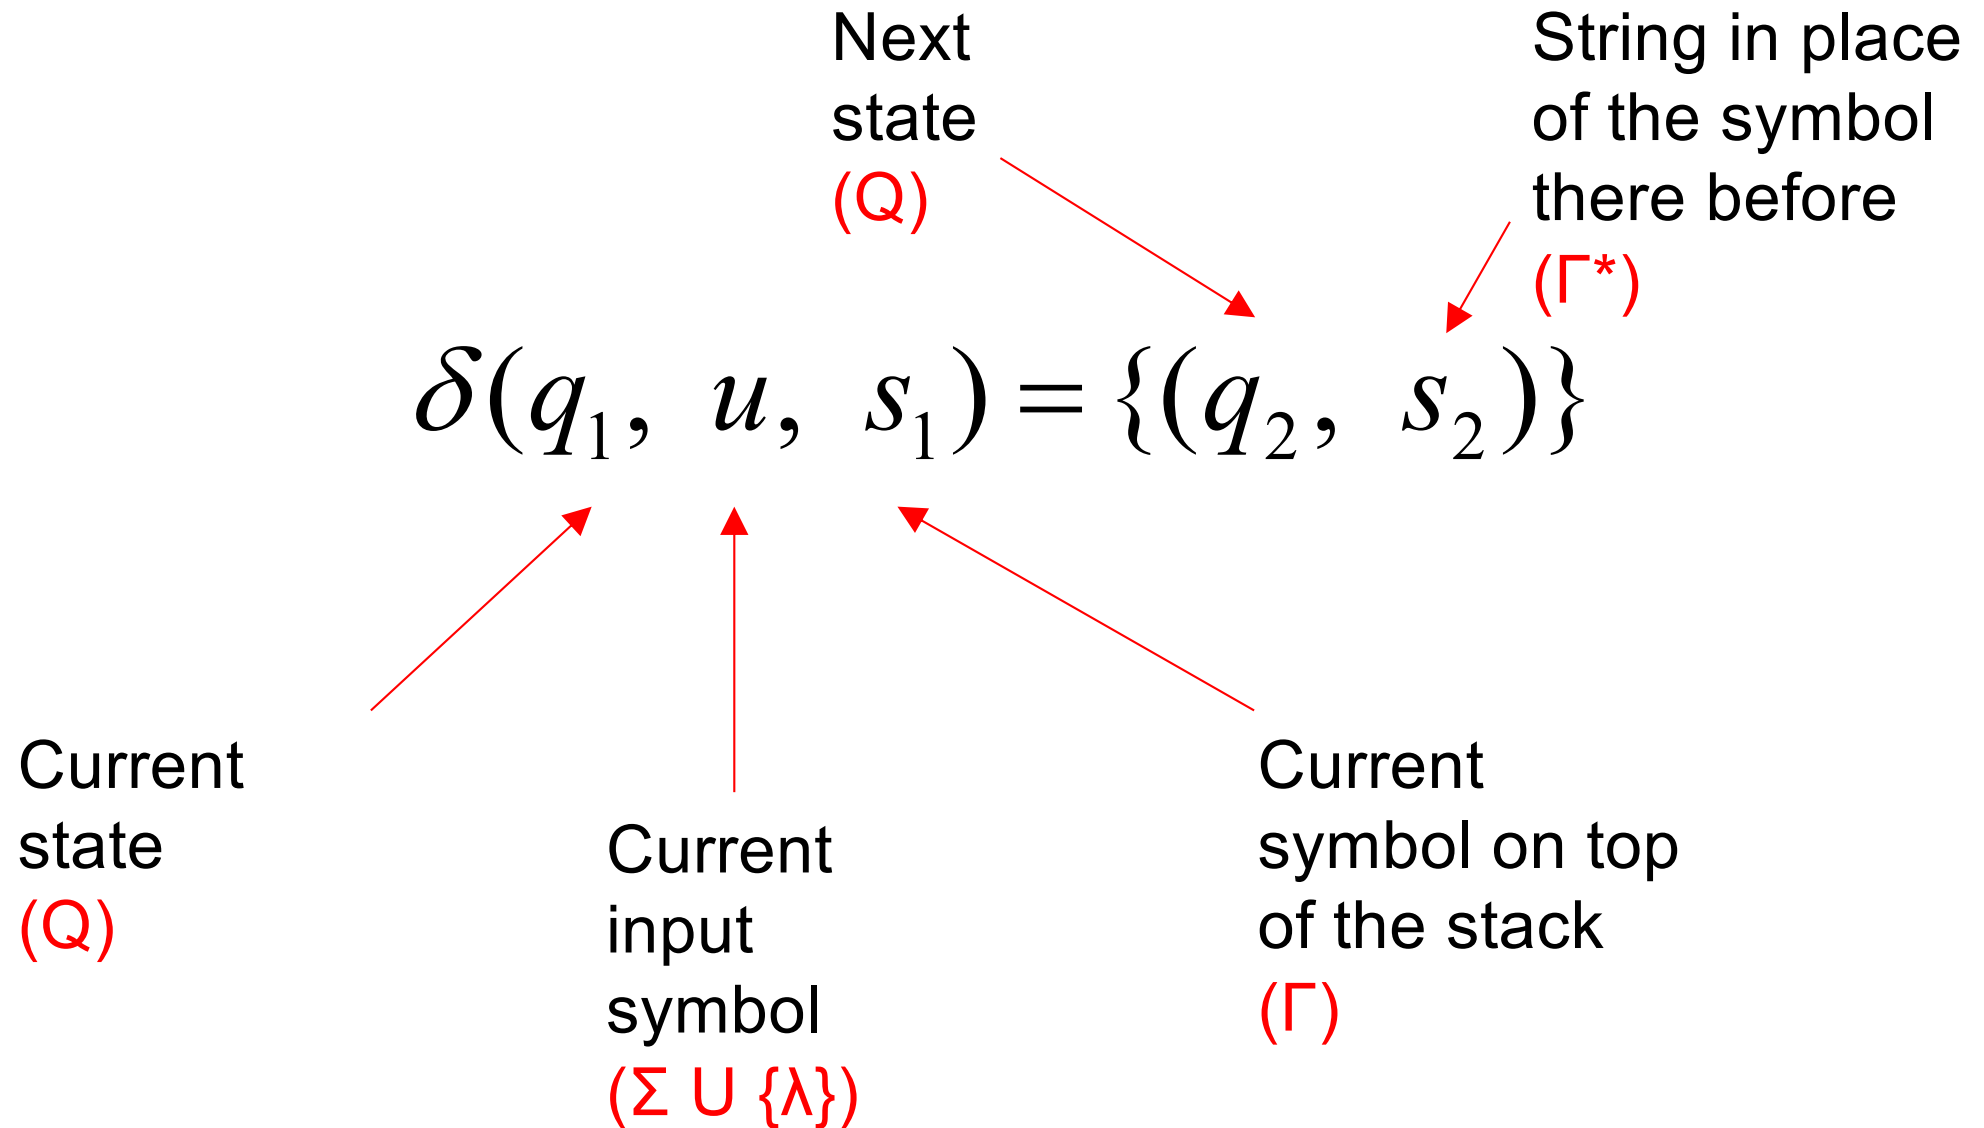 Next
state
(Q)
String in place
of the symbol
there before
(Γ*)
δ(q₁, u, s₁) = {(q₂, s₂)}
Current
state
(Q)
Current
input
symbol
(Σ U {λ})
Current
symbol on top
of the stack
(Γ)